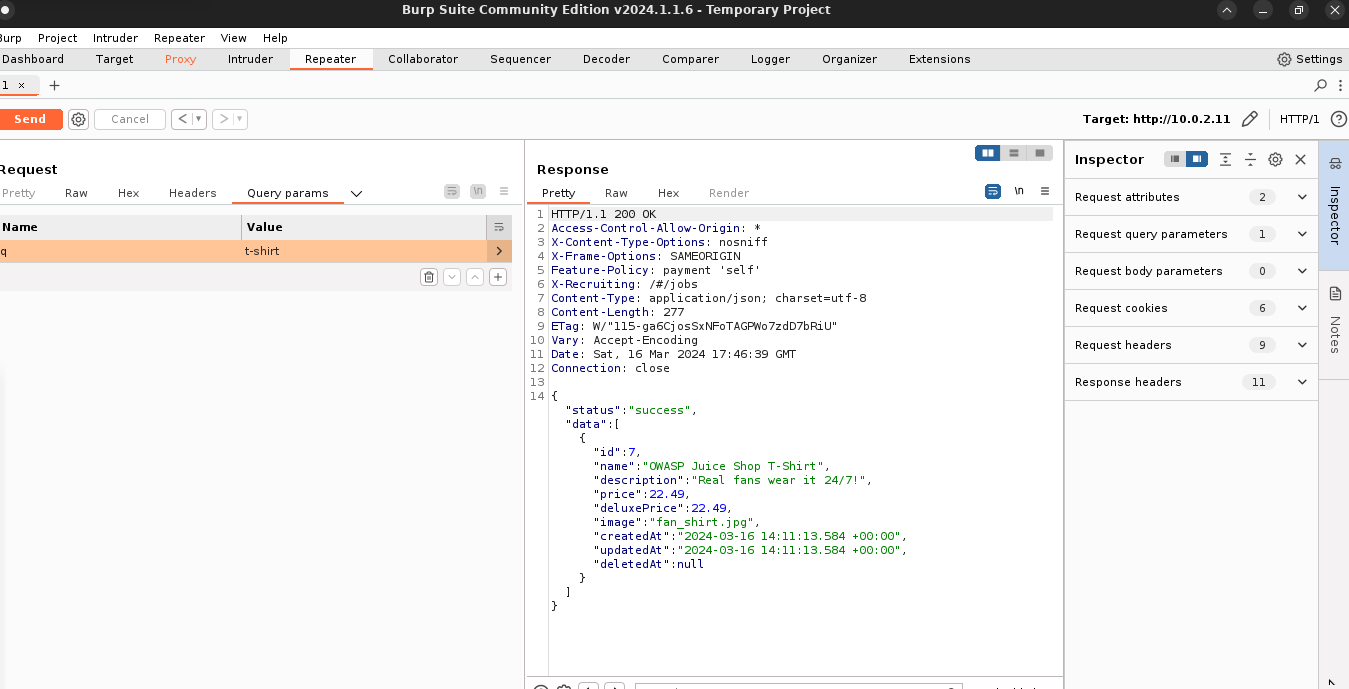 Burp Suite Community Edition v2024.1.1.6 - Temporary Project
Burp Project Intruder Repeater View Help
Dashboard Target Proxy Intruder Repeater Collaborator Sequencer Decoder Comparer Logger Organizer Extensions Settings
1 × +
Send Cancel < > Target: http://10.0.2.11 HTTP/1 ?
Request
Pretty Raw Hex Headers Query params \n
Name Value
q t-shirt
Response
Pretty Raw Hex Render \n
1 HTTP/1.1 200 OK
2 Access-Control-Allow-Origin: *
3 X-Content-Type-Options: nosniff
4 X-Frame-Options: SAMEORIGIN
5 Feature-Policy: payment 'self'
6 X-Recruiting: /#/jobs
7 Content-Type: application/json; charset=utf-8
8 Content-Length: 277
9 ETag: W/"115-ga6CjosSxNFoTAGPWo7zdD7bRiU"
10 Vary: Accept-Encoding
11 Date: Sat, 16 Mar 2024 17:46:39 GMT
12 Connection: close
13
14 {
"status":"success",
"data":[
{
"id":7,
"name":"OWASP Juice Shop T-Shirt",
"description":"Real fans wear it 24/7!",
"price":22.49,
"deluxePrice":22.49,
"image":"fan_shirt.jpg",
"createdAt":"2024-03-16 14:11:13.584 +00:00",
"updatedAt":"2024-03-16 14:11:13.584 +00:00",
"deletedAt":null
}
]
}
Inspector
Request attributes 2
Request query parameters 1
Request body parameters 0
Request cookies 6
Request headers 9
Response headers 11
Inspector
Notes